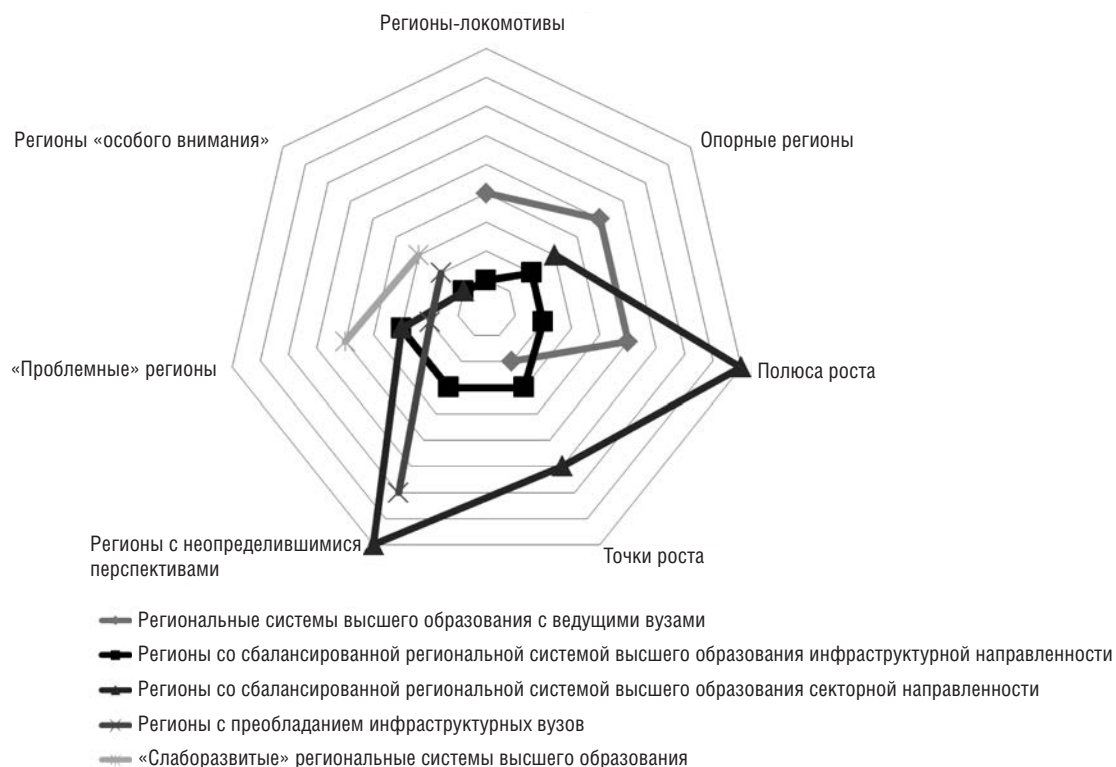 Регионы-локомотивы
Регионы «особого внимания»
Опорные регионы
«Проблемные» регионы
Полюса роста
Регионы с неопределившимися
перспективами
Точки роста
Региональные системы высшего образования с ведущими вузами
Регионы со сбалансированной региональной системой высшего образования инфраструктурной направленности
Регионы со сбалансированной региональной системой высшего образования секторной направленности
Регионы с преобладанием инфраструктурных вузов
«Слаборазвитые» региональные системы высшего образования